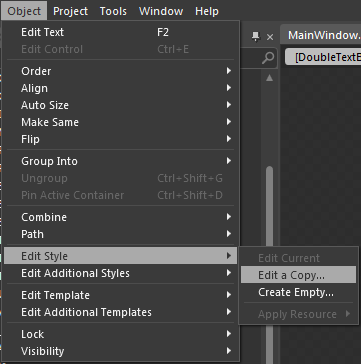 Object Project Tools Window Help
Edit Text F2
Edit Control Ctrl+E
MainWindow.
[DoubleTextE
Order
Align
Auto Size
Make Same
Flip
Group Into
Ungroup Ctrl+Shift+G
Pin Active Container Ctrl+Shift+D
Combine
Path
Edit Style
Edit Additional Styles
Edit Template
Edit Additional Templates
Lock
Visibility
Edit Current
Edit a Copy...
Create Empty...
Apply Resource